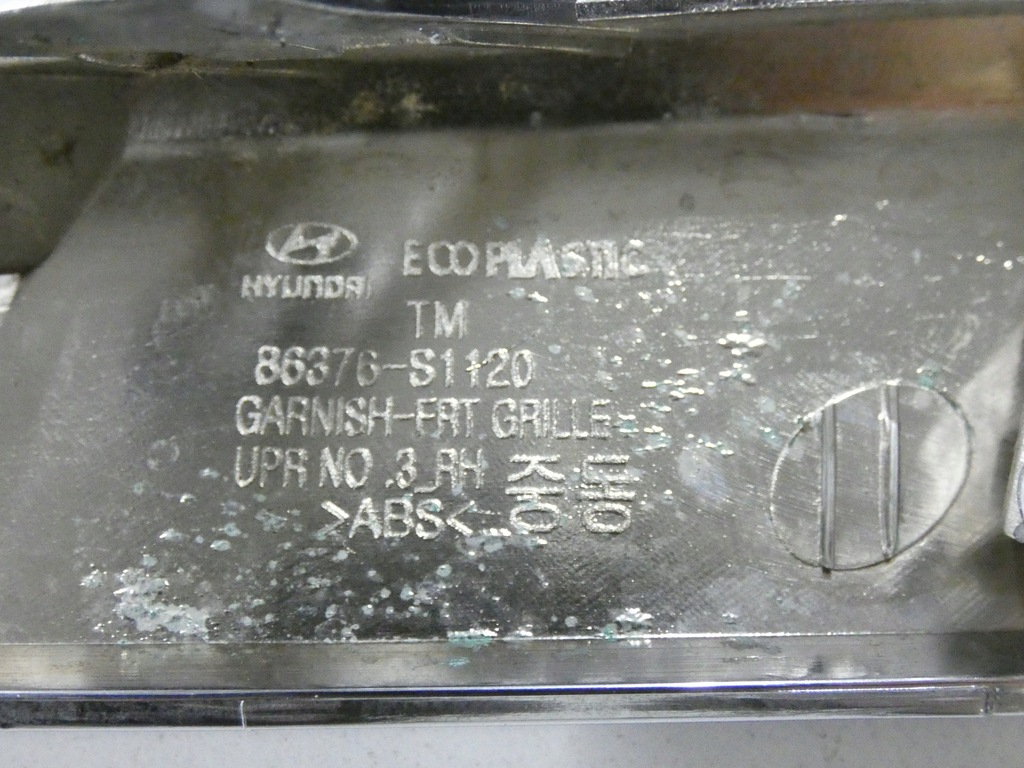 HYUNDAI ECOPLASTIC
TM
86376-S1120
GARNISH-FRT GRILLE-
UPR NO .3_RH 중동
>ABS<